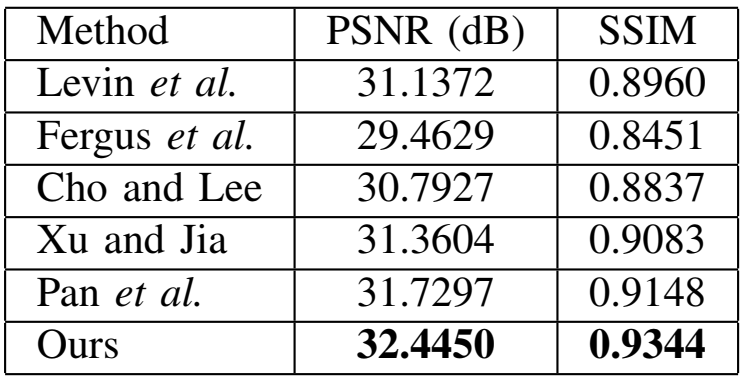 Method PSNR (dB) SSIM
Levin et al. 31.1372 0.8960
Fergus et al. 29.4629 0.8451
Cho and Lee 30.7927 0.8837
Xu and Jia 31.3604 0.9083
Pan et al. 31.7297 0.9148
Ours 32.4450 0.9344